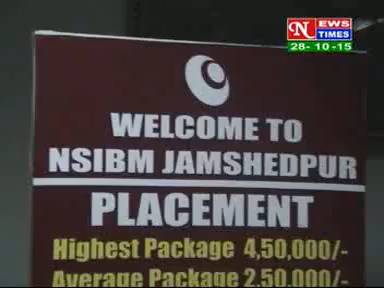 N EWS
TIMES
28-10-15
WELCOME TO
NSIBM JAMSHEDPUR
PLACEMENT
Highest Package 4,50,000/-
Average Package 2,50,000/-